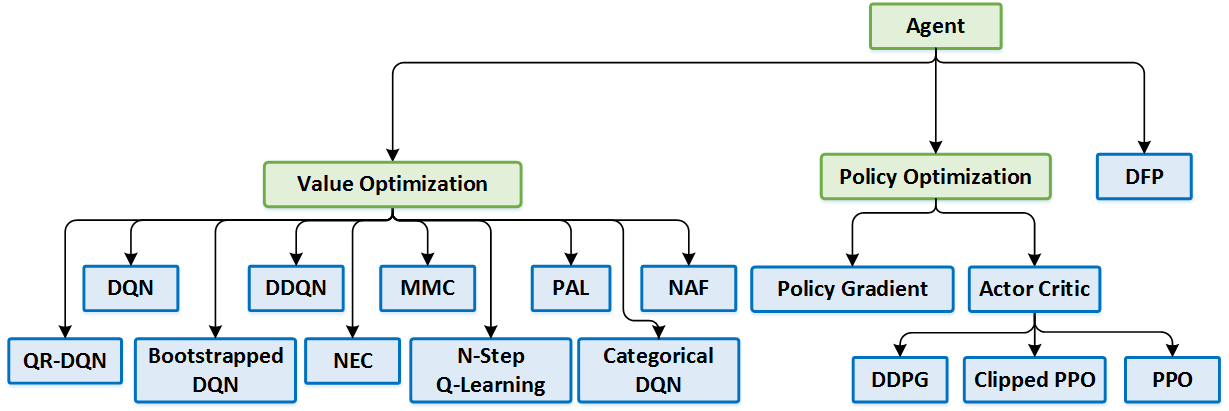 Agent
Value Optimization
Policy Optimization
DFP
DQN
DDQN
MMC
PAL
NAF
Policy Gradient
Actor Critic
QR-DQN
Bootstrapped
DQN
NEC
N-Step
Q-Learning
Categorical
DQN
DDPG
Clipped PPO
PPO